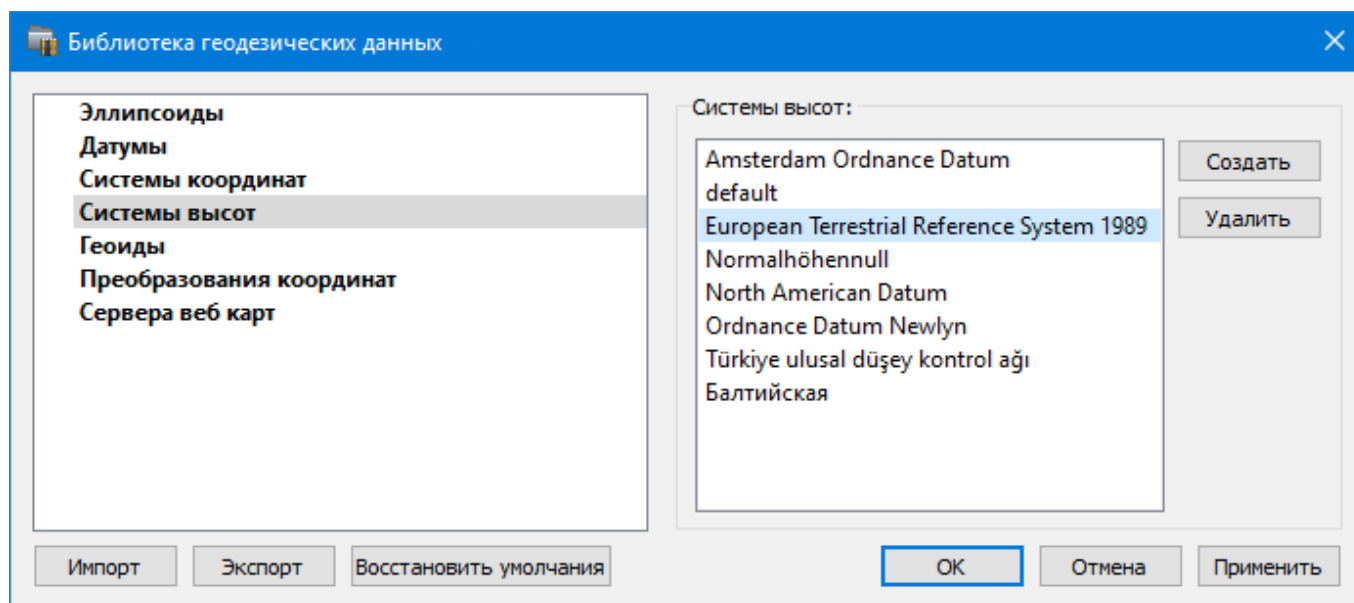 Библиотека геодезических данных
Эллипсоиды
Датумы
Системы координат
Системы высот
Геоиды
Преобразования координат
Сервера веб карт
Системы высот:
Amsterdam Ordnance Datum
default
European Terrestrial Reference System 1989
Normalhöhennull
North American Datum
Ordnance Datum Newlyn
Türkiye ulusal düşey kontrol ağı
Балтийская
Создать
Удалить
Импорт
Экспорт
Восстановить умолчания
OK
Отмена
Применить